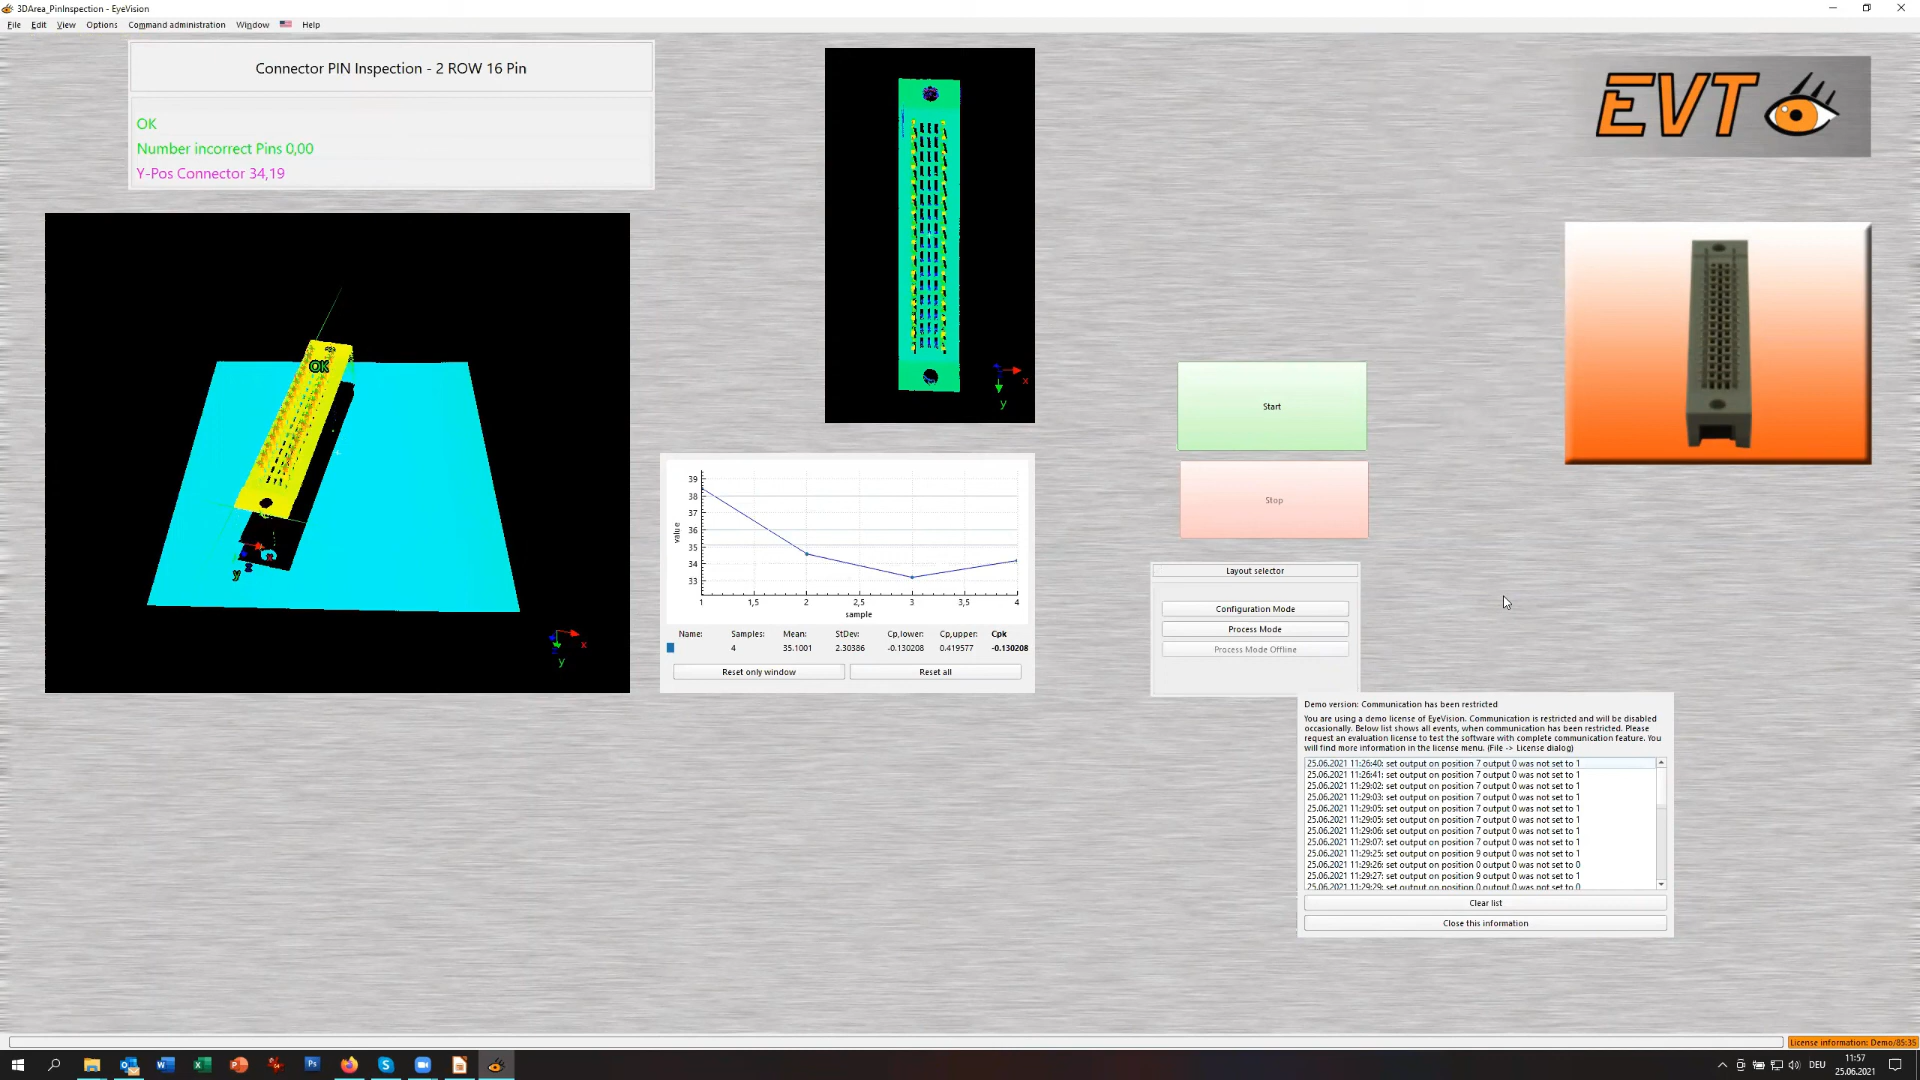 3DArea_PinInspection - EyeVision
File Edit View Options Command administration Window Help
Connector PIN Inspection - 2 ROW 16 Pin
OK
Number incorrect Pins 0,00
Y-Pos Connector 34,19
EVT
OK
y
x
y
x
y
39
38
37
36
35
34
33
value
1 1,5 2 2,5 3 3,5 4
sample
Name: Samples: Mean: StDev: Cp,lower: Cp,upper: Cpk
4 35.1001 2.30386 -0.130208 0.419577 -0.130208
Reset only window Reset all
Start
Stop
Layout selector
Configuration Mode
Process Mode
Process Mode Offline
Demo version: Communication has been restricted
You are using a demo license of EyeVision. Communication is restricted and will be disabled
occasionally. Below list shows all events, when communication has been restricted. Please
request an evaluation license to test the software with complete communication feature. You
will find more information in the license menu. (File -> License dialog)
25.06.2021 11:26:40: set output on position 7 output 0 was not set to 1
25.06.2021 11:26:41: set output on position 7 output 0 was not set to 1
25.06.2021 11:29:02: set output on position 7 output 0 was not set to 1
25.06.2021 11:29:03: set output on position 7 output 0 was not set to 1
25.06.2021 11:29:05: set output on position 7 output 0 was not set to 1
25.06.2021 11:29:05: set output on position 7 output 0 was not set to 1
25.06.2021 11:29:06: set output on position 7 output 0 was not set to 1
25.06.2021 11:29:07: set output on position 7 output 0 was not set to 1
25.06.2021 11:29:25: set output on position 9 output 0 was not set to 1
25.06.2021 11:29:26: set output on position 0 output 0 was not set to 0
25.06.2021 11:29:27: set output on position 9 output 0 was not set to 1
25.06.2021 11:29:29: set output on position 0 output 0 was not set to 0
Clear list
Close this information
License information: Demo/85:35
DEU
11:57
25.06.2021